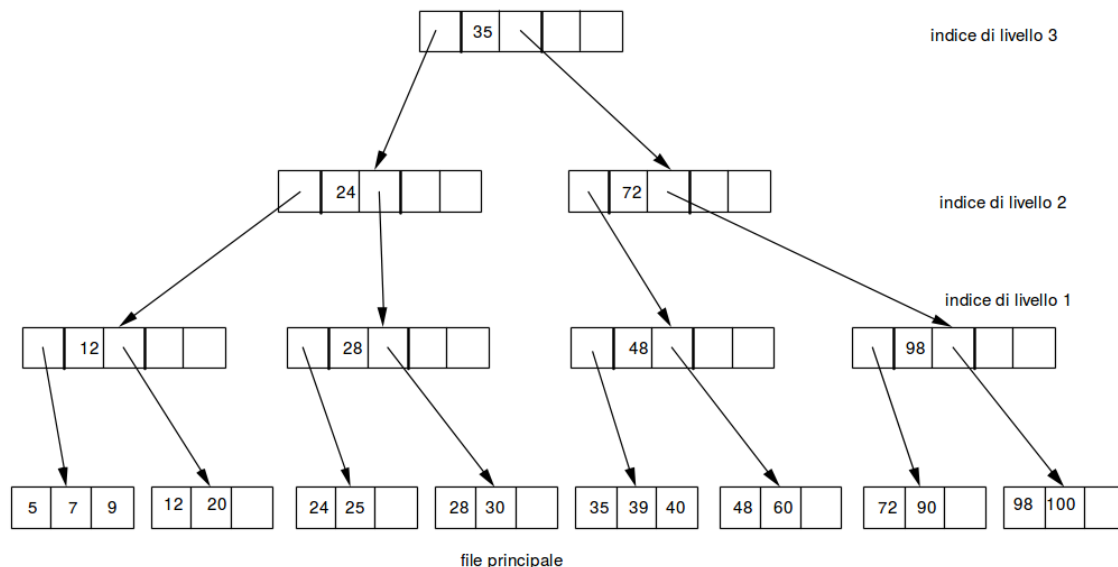 35
indice di livello 3
24
72
indice di livello 2
indice di livello 1
12
28
48
98
5 7 9
12 20
24 25
28 30
35 39 40
48 60
72 90
98 100
file principale